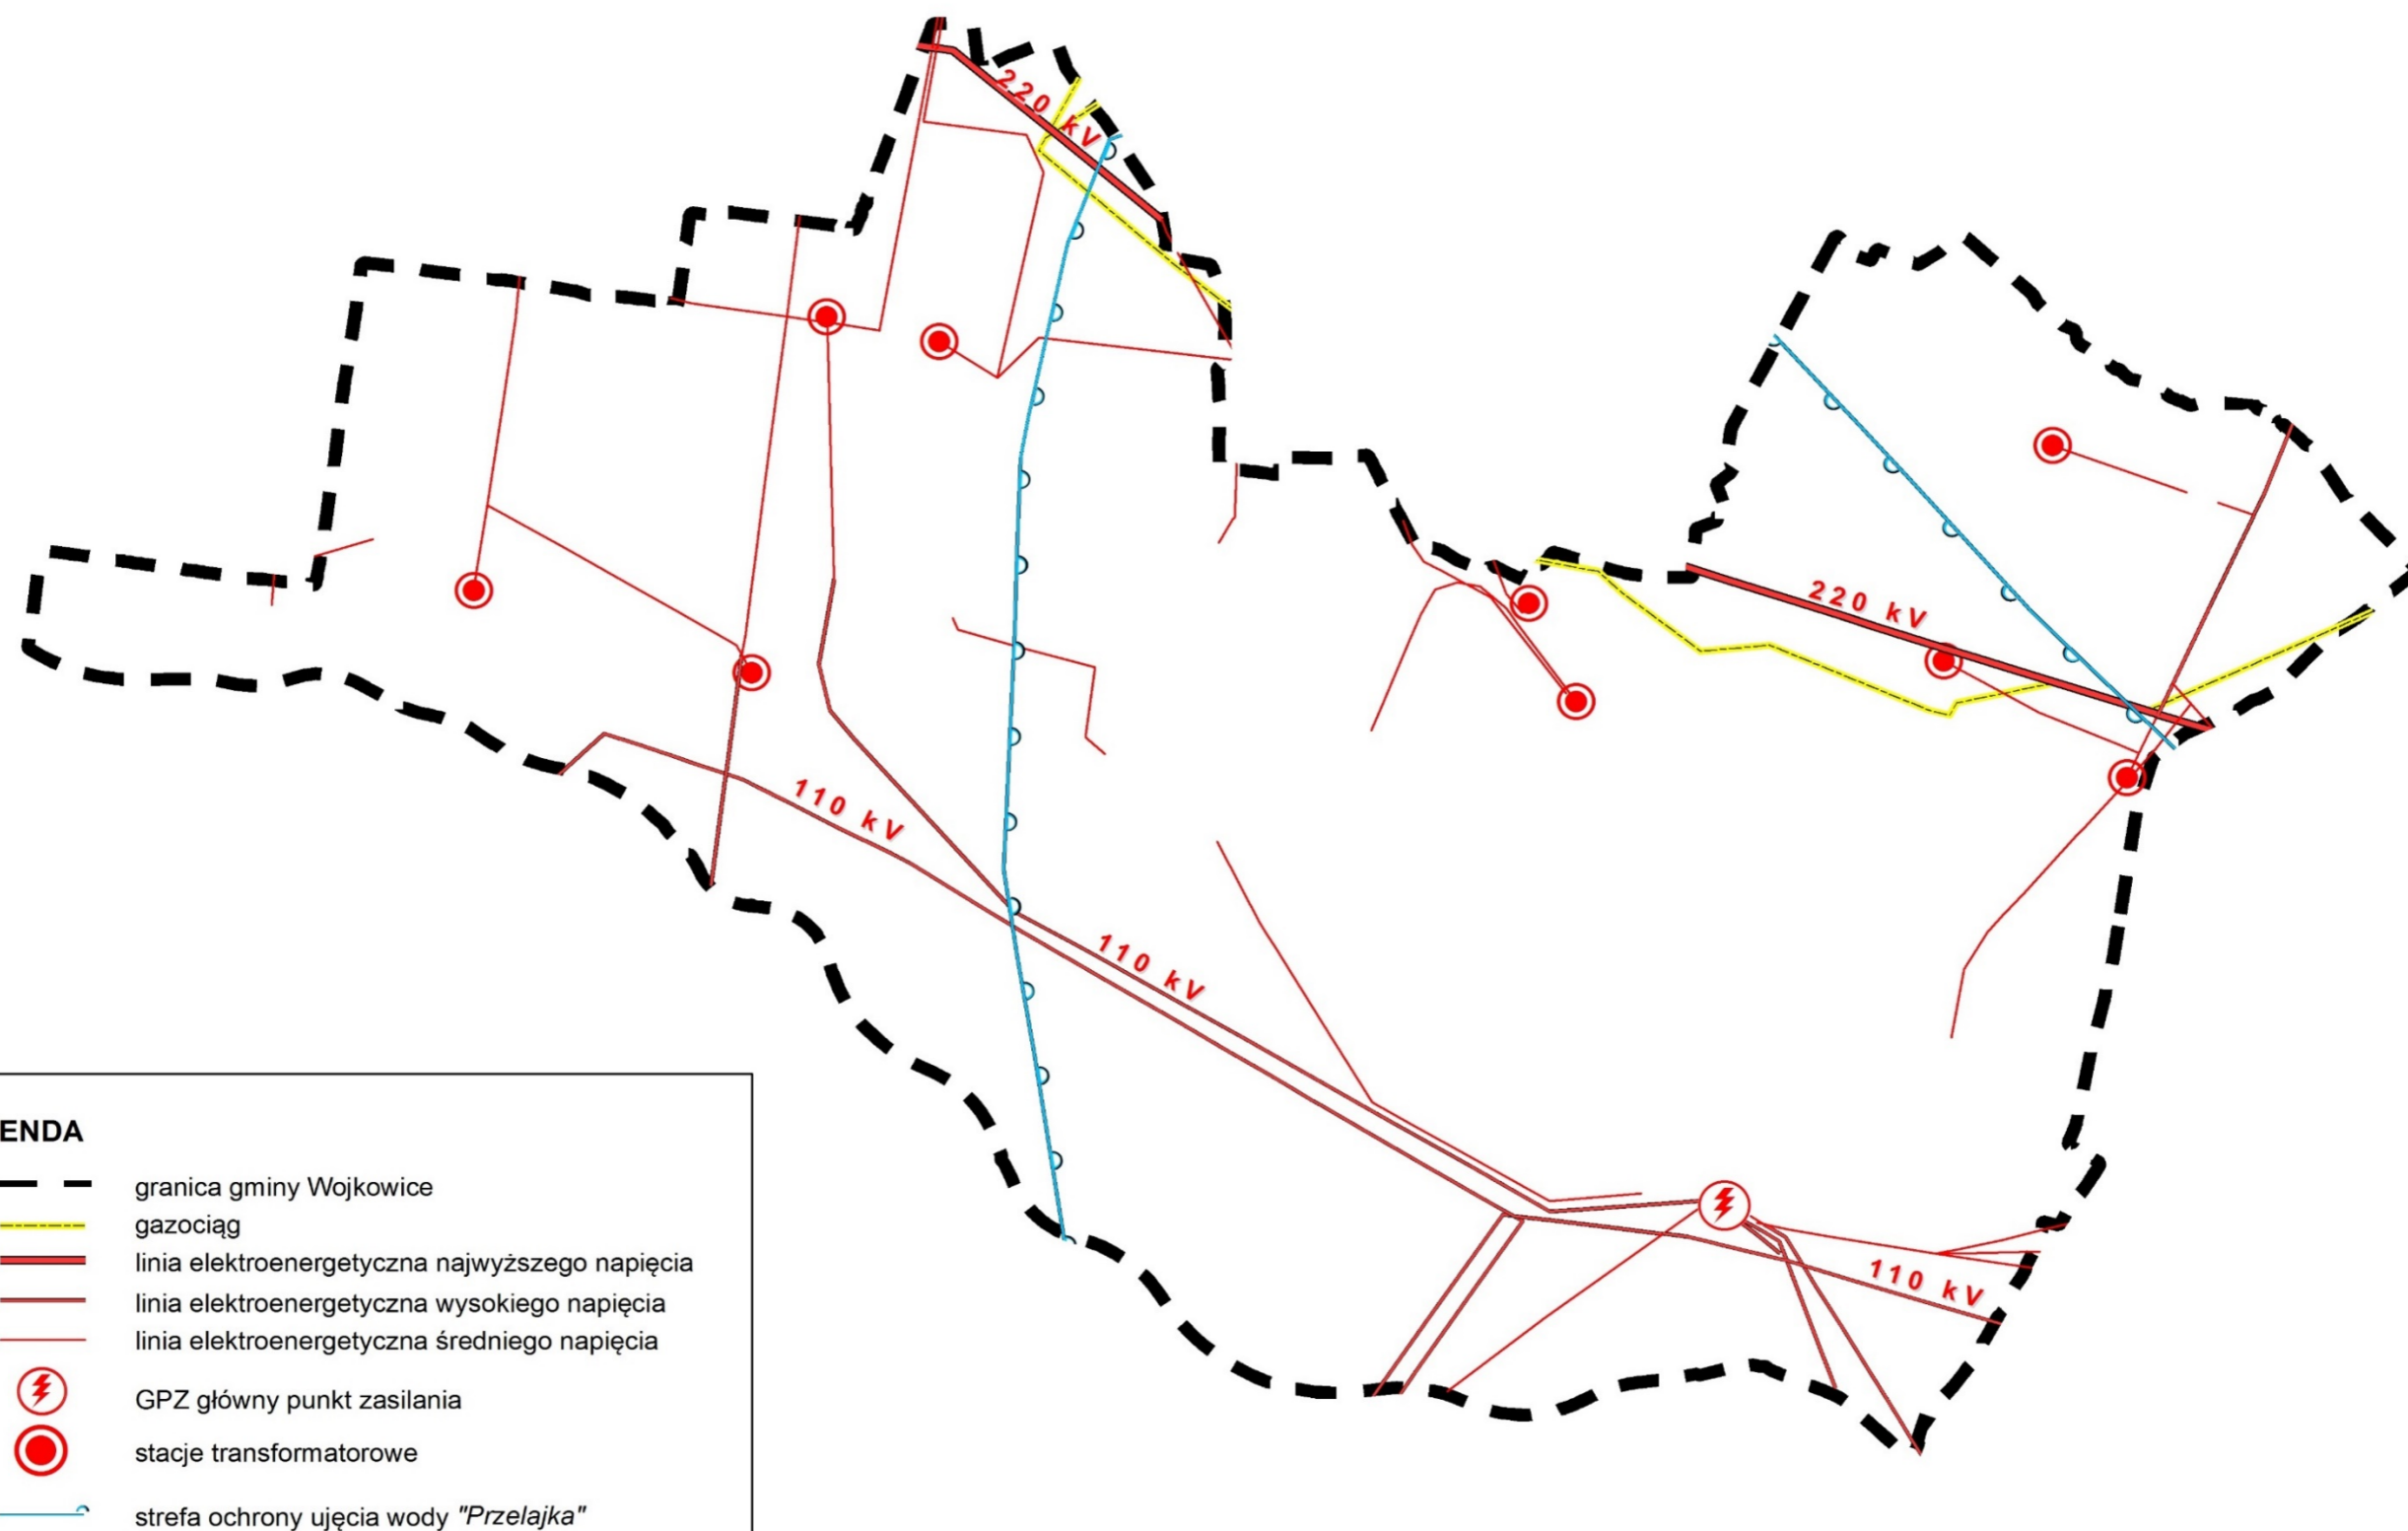 220 kV
220 kV
110 kV
110 kV
110 kV
ENDA
granica gminy Wojkowice
gazociąg
linia elektroenergetyczna najwyższego napięcia
linia elektroenergetyczna wysokiego napięcia
linia elektroenergetyczna średniego napięcia
GPZ główny punkt zasilania
stacje transformatorowe
strefa ochrony ujęcia wody "Przelajka"